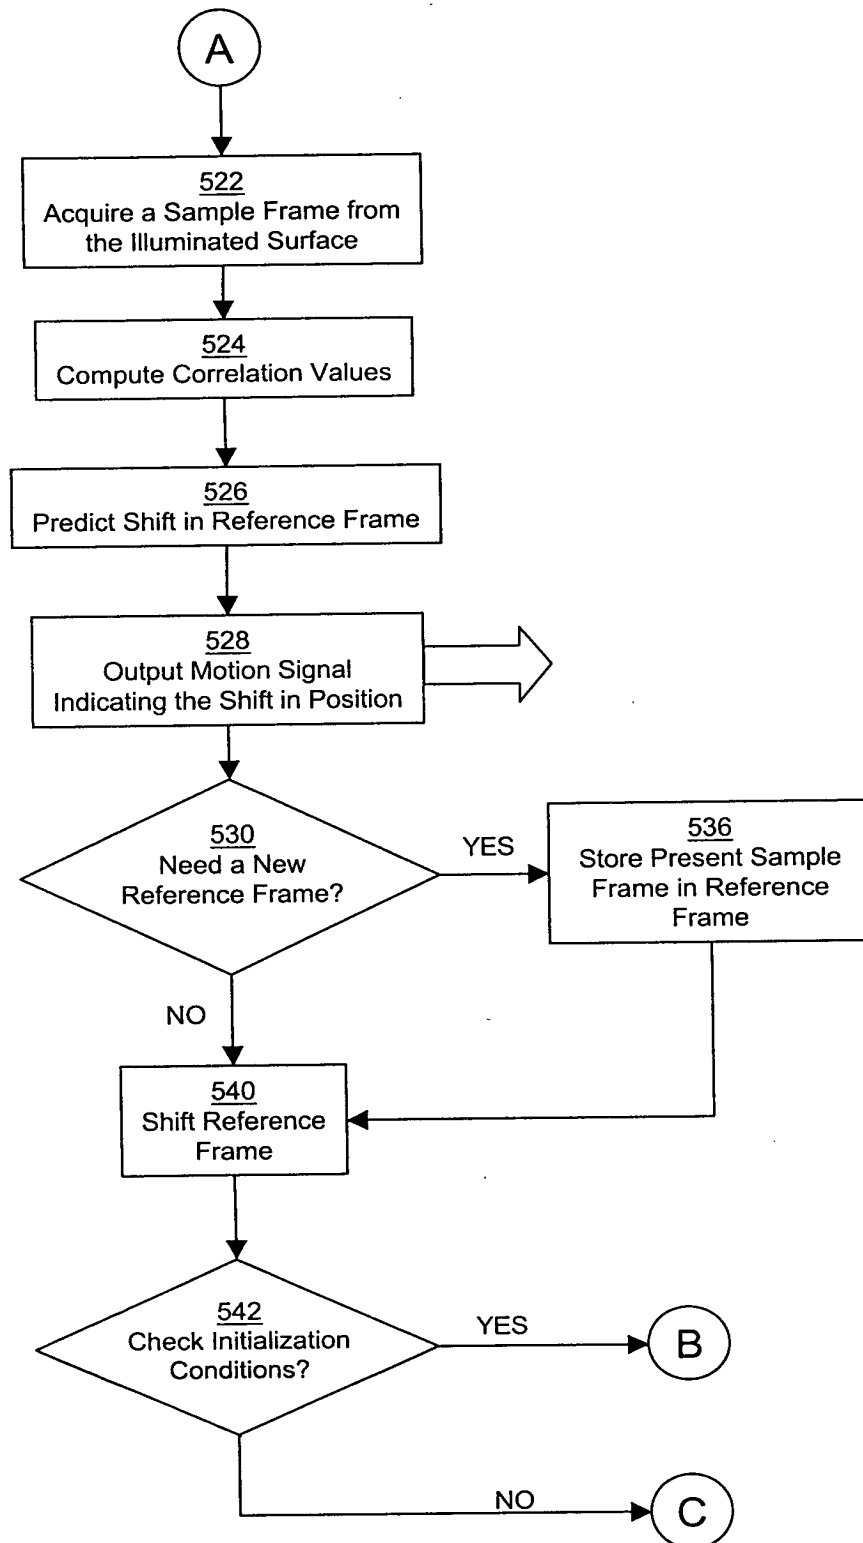 A
522
Acquire a Sample Frame from
the Illuminated Surface
524
Compute Correlation Values
526
Predict Shift in Reference Frame
528
Output Motion Signal
Indicating the Shift in Position
530
Need a New
Reference Frame?
YES
536
Store Present Sample
Frame in Reference
Frame
NO
540
Shift Reference
Frame
542
Check Initialization
Conditions?
YES
B
NO
C